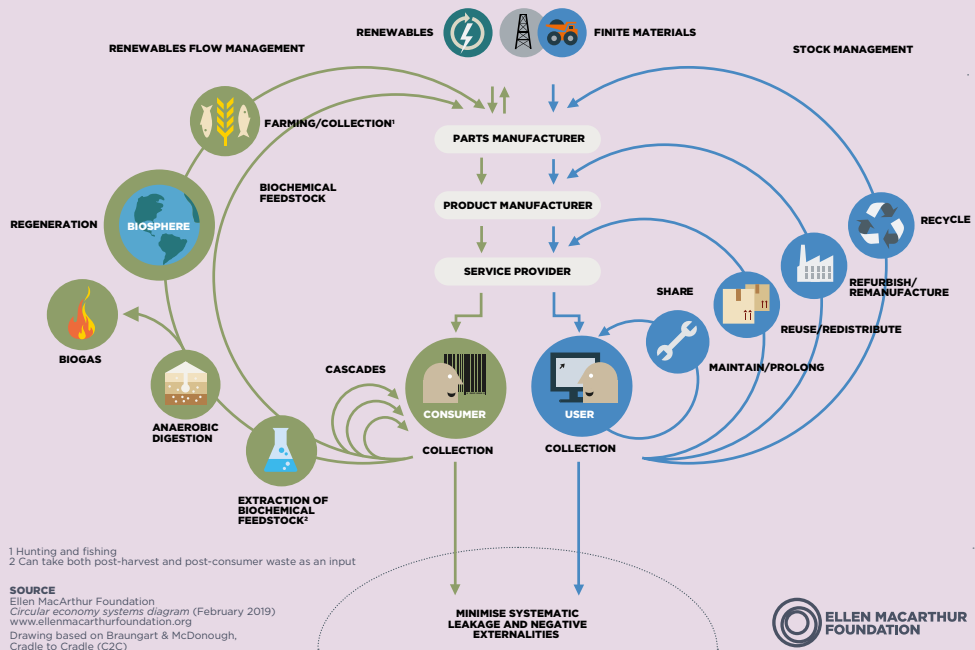 RENEWABLES
FINITE MATERIALS
RENEWABLES FLOW MANAGEMENT
STOCK MANAGEMENT
FARMING/COLLECTION¹
PARTS MANUFACTURER
BIOCHEMICAL
FEEDSTOCK
PRODUCT MANUFACTURER
REGENERATION
BIOSPHERE
RECYCLE
SERVICE PROVIDER
SHARE
REFURBISH/
REMANUFACTURE
REUSE/REDISTRIBUTE
BIOGAS
CASCADES
MAINTAIN/PROLONG
CONSUMER
USER
ANAEROBIC
DIGESTION
COLLECTION
COLLECTION
EXTRACTION OF
BIOCHEMICAL
FEEDSTOCK²
1 Hunting and fishing
2 Can take both post-harvest and post-consumer waste as an input
SOURCE
Ellen MacArthur Foundation
Circular economy systems diagram (February 2019)
www.ellenmacarthurfoundation.org
Drawing based on Braungart & McDonough,
Cradle to Cradle (C2C)
MINIMISE SYSTEMATIC
LEAKAGE AND NEGATIVE
EXTERNALITIES
ELLEN MACARTHUR
FOUNDATION